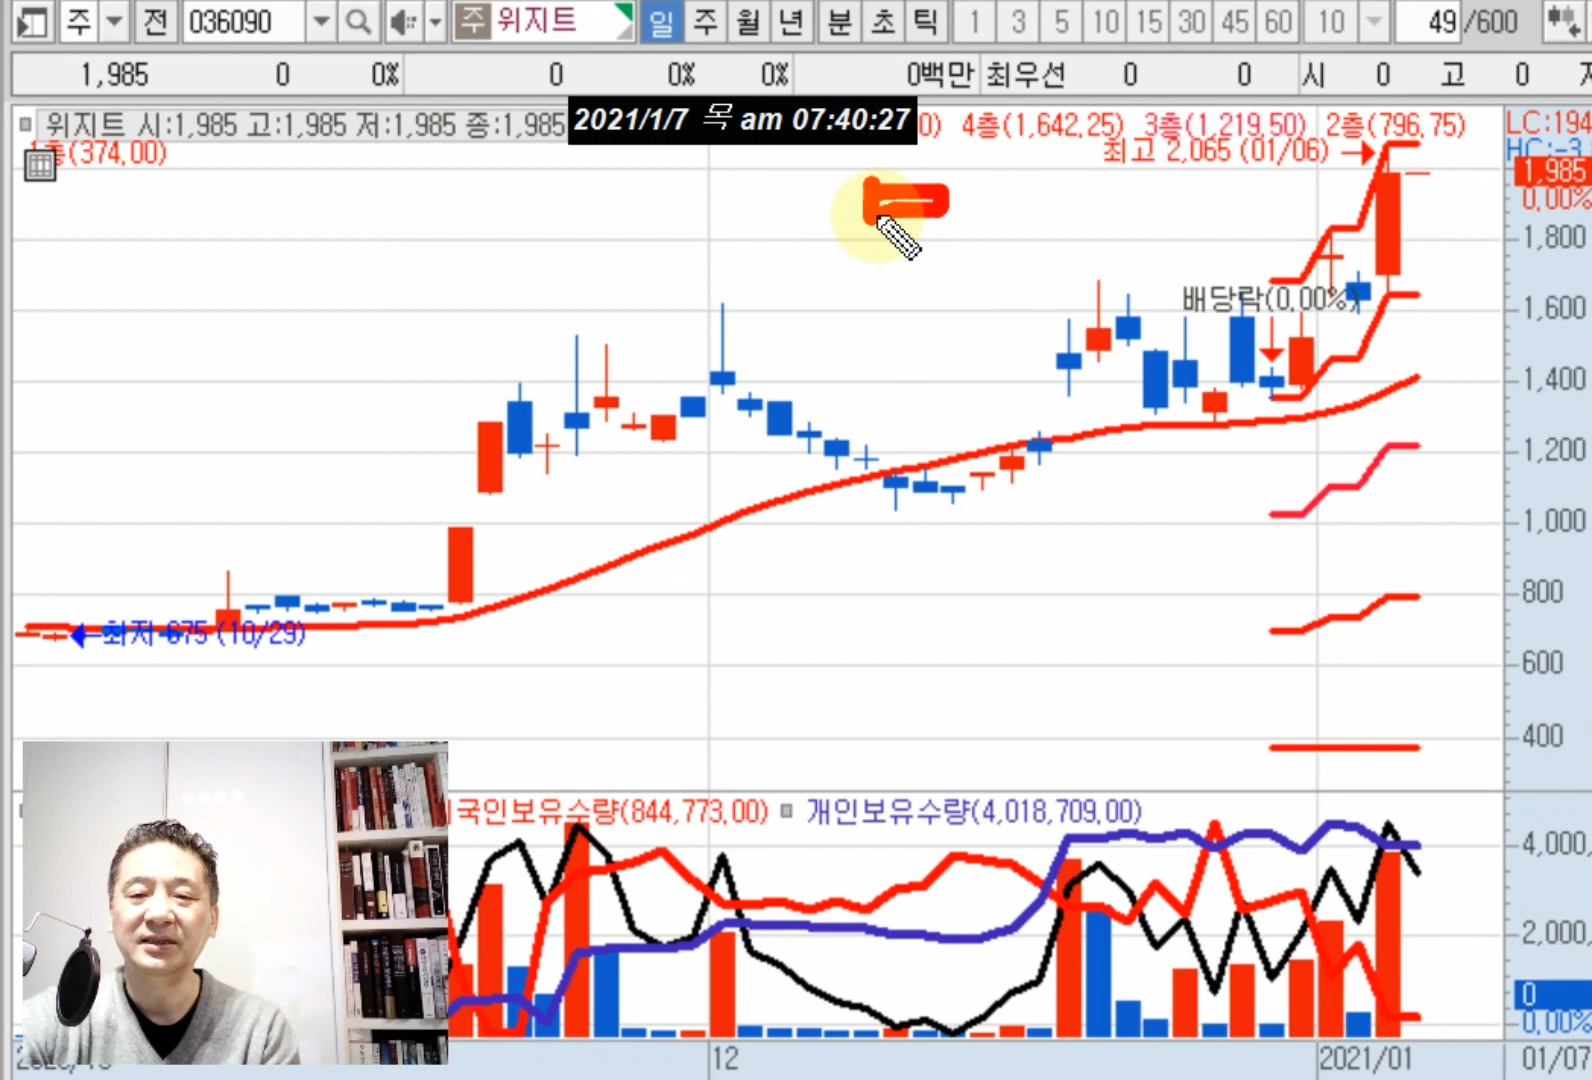 주 전 036090 주 위지트 일 주 월 년 분 초 틱 1 3 5 10 15 30 45 60 10 49 /600
1,985 0 0% 0 0% 0% 0백만 최우선 0 0 시 0 고 0
위지트 시:1,985 고:1,985 저:1,985 종:1,985 2021/1/7 목 am 07:40:27 0) 4층(1,642,25) 3층(1,219,50) 2층(796,75) LC:194
1층(374,00) 최고 2,065 (01/06) HC:-3
1,985
0,00%
1,800
배당락(0,00%) 1,600
1,400
1,200
1,000
800
최저 675 (10/29)
600
400
국인보유수량(844,773,00) 개인보유수량(4,018,709,00)
4,000,
2,000,
0
0,00%
12 2021/01 01/07